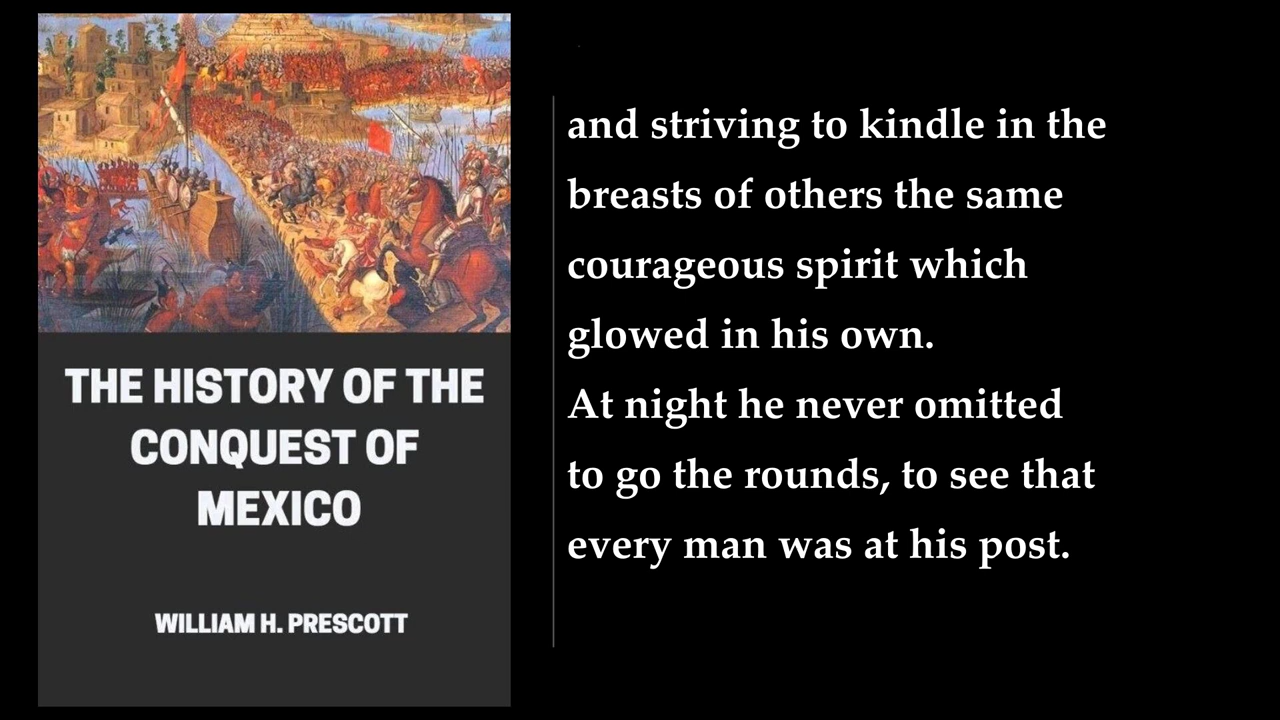 THE HISTORY OF THE
CONQUEST OF
MEXICO
WILLIAM H. PRESCOTT
and striving to kindle in the
breasts of others the same
courageous spirit which
glowed in his own.
At night he never omitted
to go the rounds, to see that
every man was at his post.